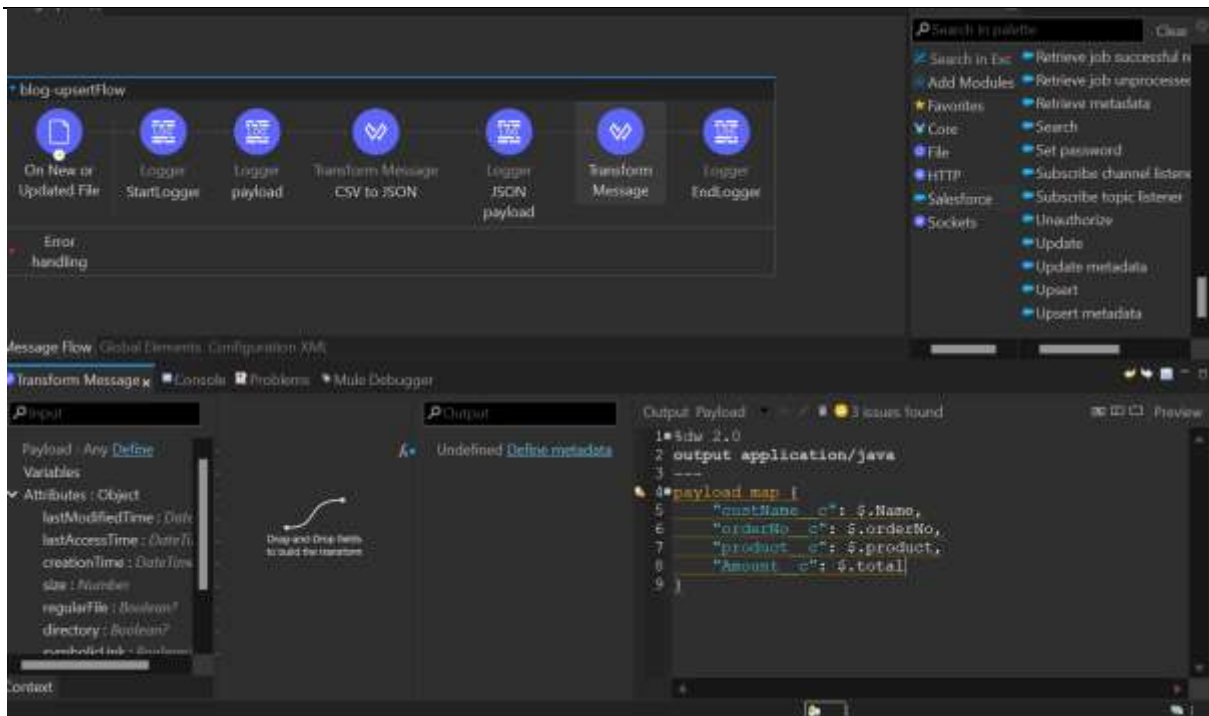 Search in palette
Clear
Search in Exc
Add Modules
Favorites
Core
File
HTTP
Salesforce
Sockets
Retrieve job successful r
Retrieve job unprocessed
Retrieve metadata
Search
Set password
Subscribe channel listene
Subscribe topic listener
Unauthorize
Update
Update metadata
Upsert
Upsert metadata
blog-upsertFlow
On New or
Updated File
Logger
StartLogger
Logger
payload
Transform Message
CSV to JSON
Logger
JSON
payload
Transform
Message
Logger
EndLogger
Error
handling
Message Flow Global Elements Configuration XML
Transform Message Console Problems Mule Debugger
Input
Payload : Any Define
Variables
Attributes : Object
lastModifiedTime : Date
lastAccessTime : DateTi
creationTime : DateTime
size : Number
regularFile : Boolean?
directory : Boolean?
symbolicLink : Boolean
Context
Drag and Drop fields
to build the transform
Output
Undefined Define metadata
Output Payload 3 issues found Preview
1 %dw 2.0
2 output application/java
3 ---
4 payload map {
5 "custName__c": $.Name,
6 "orderNo__c": $.orderNo,
7 "product__c": $.product,
8 "Amount__c": $.total
9 }